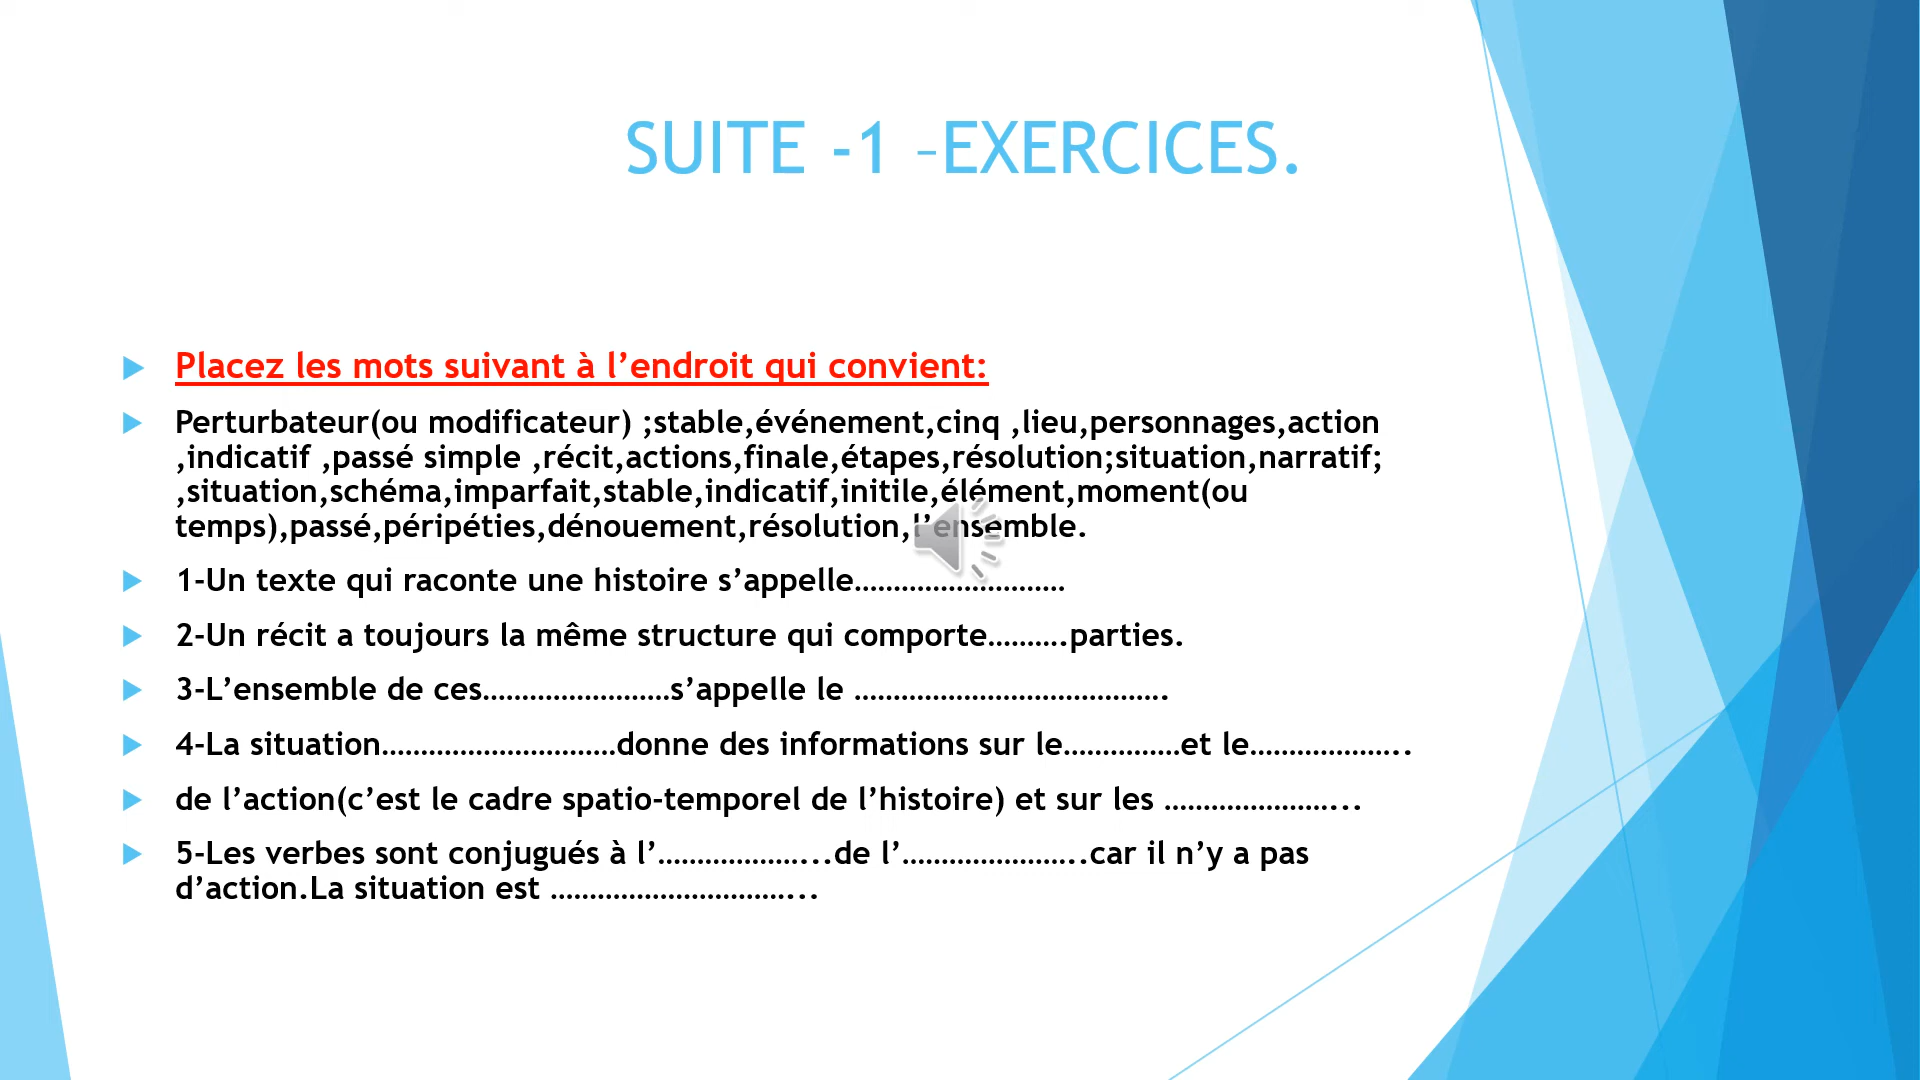 SUITE -1 –EXERCICES.
Placez les mots suivant à l’endroit qui convient:
Perturbateur(ou modificateur) ;stable,événement,cinq ,lieu,personnages,action
,indicatif ,passé simple ,récit,actions,finale,étapes,résolution;situation,narratif;
,situation,schéma,imparfait,stable,indicatif,initile,élément,moment(ou
temps),passé,péripéties,dénouement,résolution,l’ensemble.
1-Un texte qui raconte une histoire s’appelle………………………
2-Un récit a toujours la même structure qui comporte……….parties.
3-L’ensemble de ces……………………s’appelle le ………………………………….
4-La situation…………………………donne des informations sur le……………et le………………..
de l’action(c’est le cadre spatio-temporel de l’histoire) et sur les …………………...
5-Les verbes sont conjugués à l’………………...de l’…………………..car il n’y a pas
d’action.La situation est …………………………...